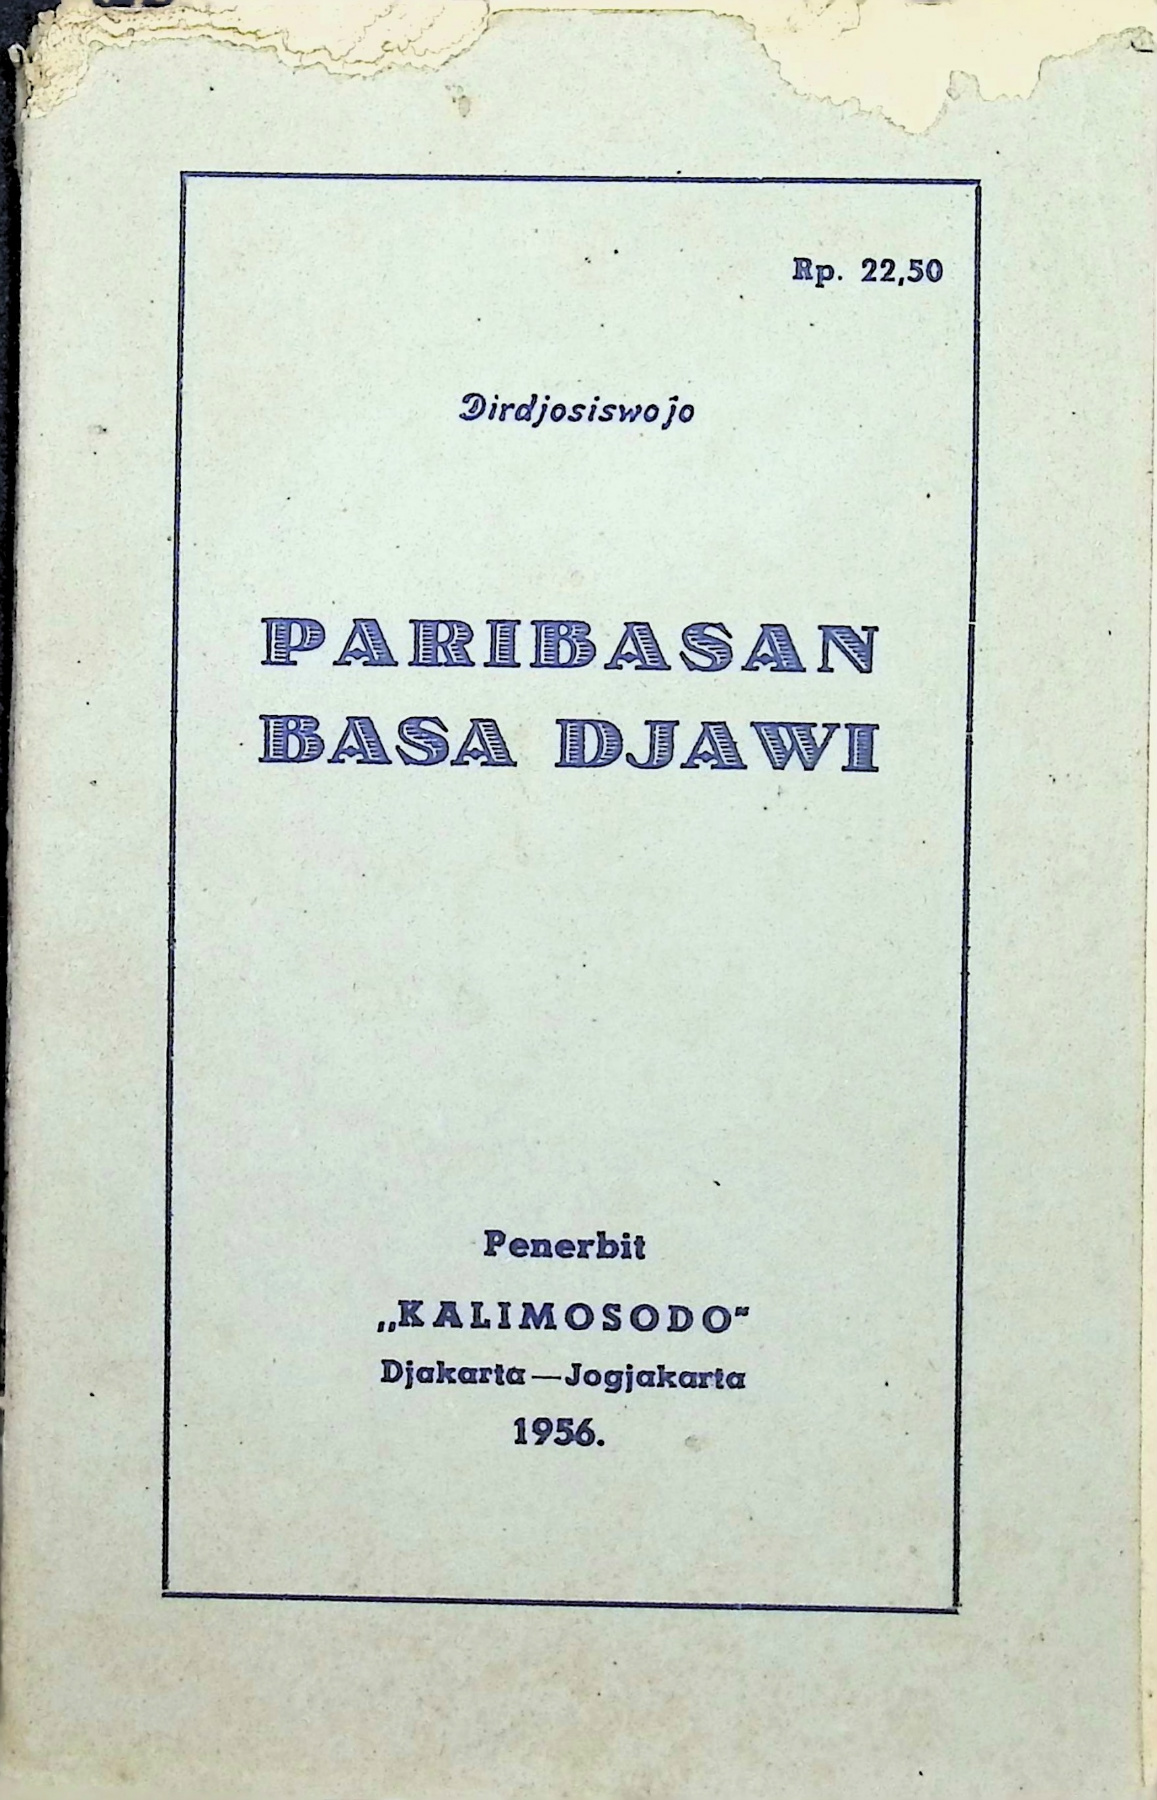 Rp. 22,50
Dirdjosiswojo
PARIBASAN
BASA DJAWI
Penerbit
„KALIMOSODO“
Djakarta—Jogjakarta
1956.